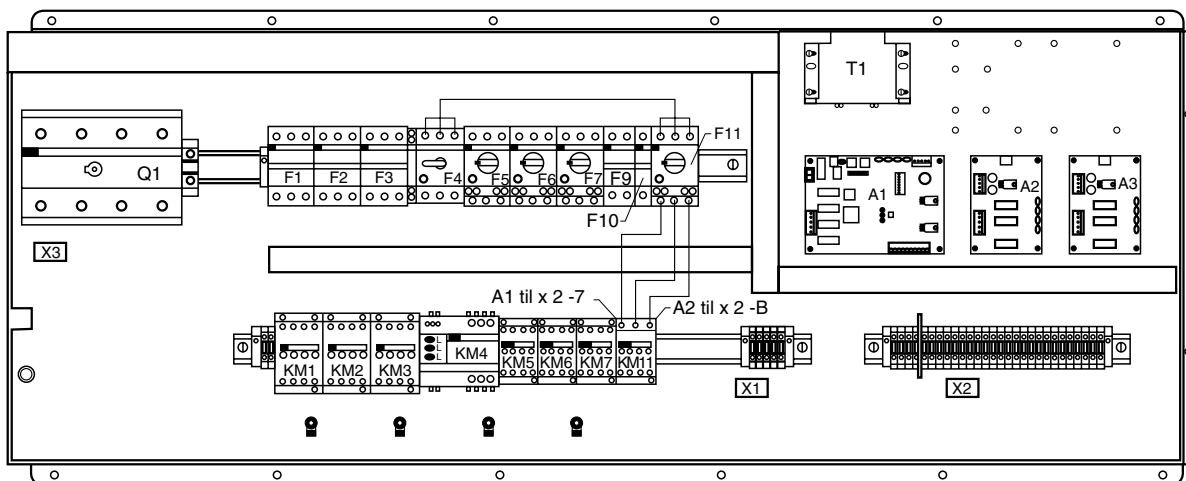 T1
F11
Q1
F1
F2
F3
F4
F5
F6
F7
F9
A1
A2
A3
F10
X3
A1 til x 2 -7
A2 til x 2 -B
L
L
L
KM1
KM2
KM3
KM4
KM5
KM6
KM7
KM11
X1
X2